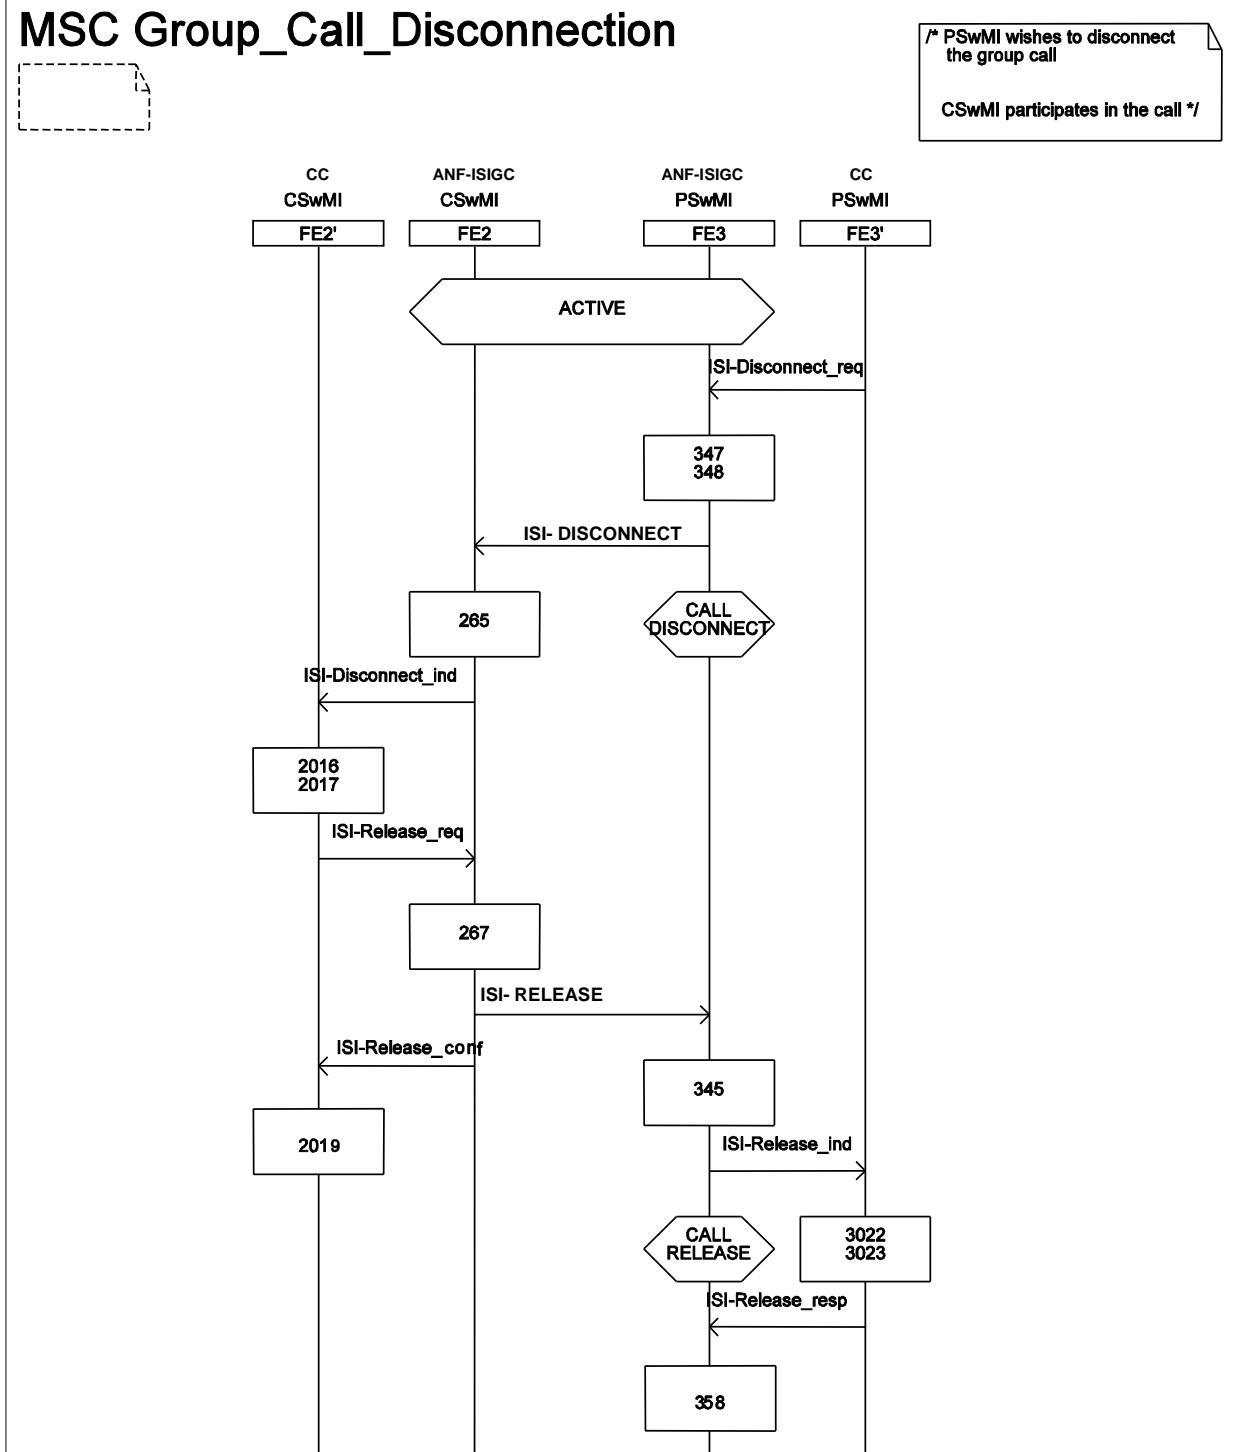 MSC Group_Call_Disconnection
/* PSwMI wishes to disconnect
the group call
CSwMI participates in the call */
CC ANF-ISIGC ANF-ISIGC CC
CSwMI CSwMI PSwMI PSwMI
FE2' FE2 FE3 FE3'
ACTIVE
ISI-Disconnect_req
347
348
ISI- DISCONNECT
265
CALL
DISCONNECT
ISI-Disconnect_ind
2016
2017
ISI-Release_req
267
ISI- RELEASE
ISI-Release_conf
345
2019
ISI-Release_ind
CALL
RELEASE
3022
3023
ISI-Release_resp
358